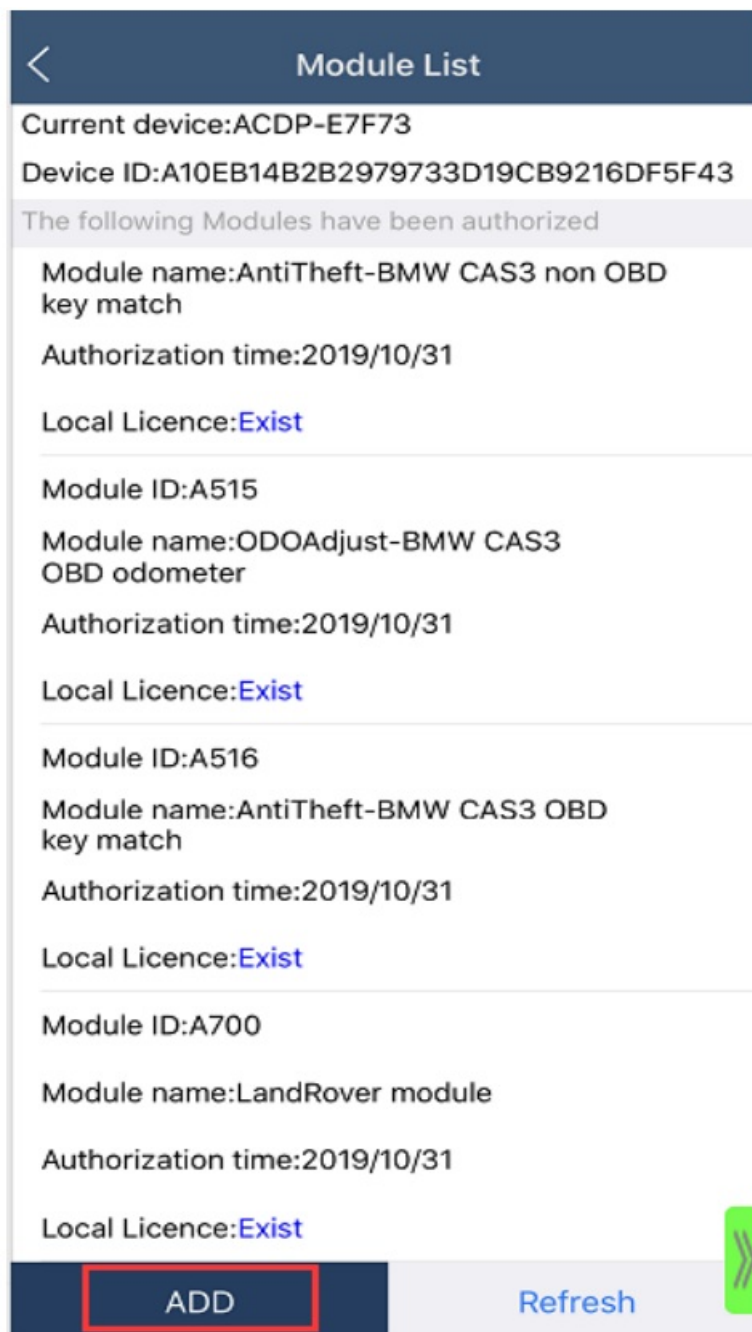 Module List
Current device:ACDP-E7F73
Device ID:A10EB14B2B2979733D19CB9216DF5F43
The following Modules have been authorized
Module name:AntiTheft-BMW CAS3 non OBD
key match
Authorization time:2019/10/31
Local Licence:Exist
Module ID:A515
Module name:ODOAdjust-BMW CAS3
OBD odometer
Authorization time:2019/10/31
Local Licence:Exist
Module ID:A516
Module name:AntiTheft-BMW CAS3 OBD
key match
Authorization time:2019/10/31
Local Licence:Exist
Module ID:A700
Module name:LandRover module
Authorization time:2019/10/31
Local Licence:Exist
ADD
Refresh